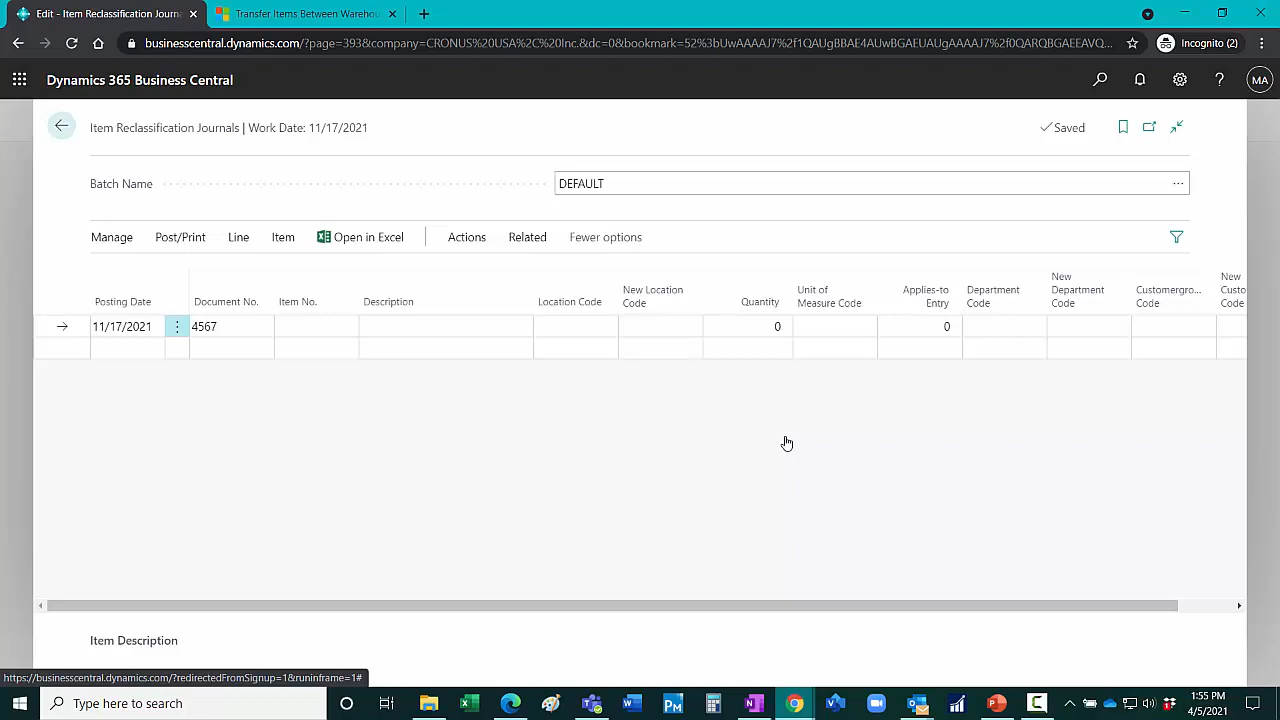 Edit - Item Reclassification Journa
Transfer Items Between Warehou
businesscentral.dynamics.com/?page=393&company=CRONUS%20USA%2C%20Inc.&dc=0&bookmark=52%3bUwAAAAJ7%2f1QAUgBBAE4AUwBGAEUAUgAAAAJ7%2f0QARQBGAEEAVQ...
Incognito (2)
Dynamics 365 Business Central
MA
Item Reclassification Journals | Work Date: 11/17/2021
Saved
Batch Name
DEFAULT
Manage Post/Print Line Item Open in Excel Actions Related Fewer options
Posting Date Document No. Item No. Description Location Code New Location Code Quantity Unit of Measure Code Applies-to Entry Department Code New Department Code Customergro... Code New Custo Code
11/17/2021 4567 0 0
Item Description
https://businesscentral.dynamics.com/?redirectedFromSignup=1&runinframe=1#
Type here to search
1:55 PM
4/5/2021